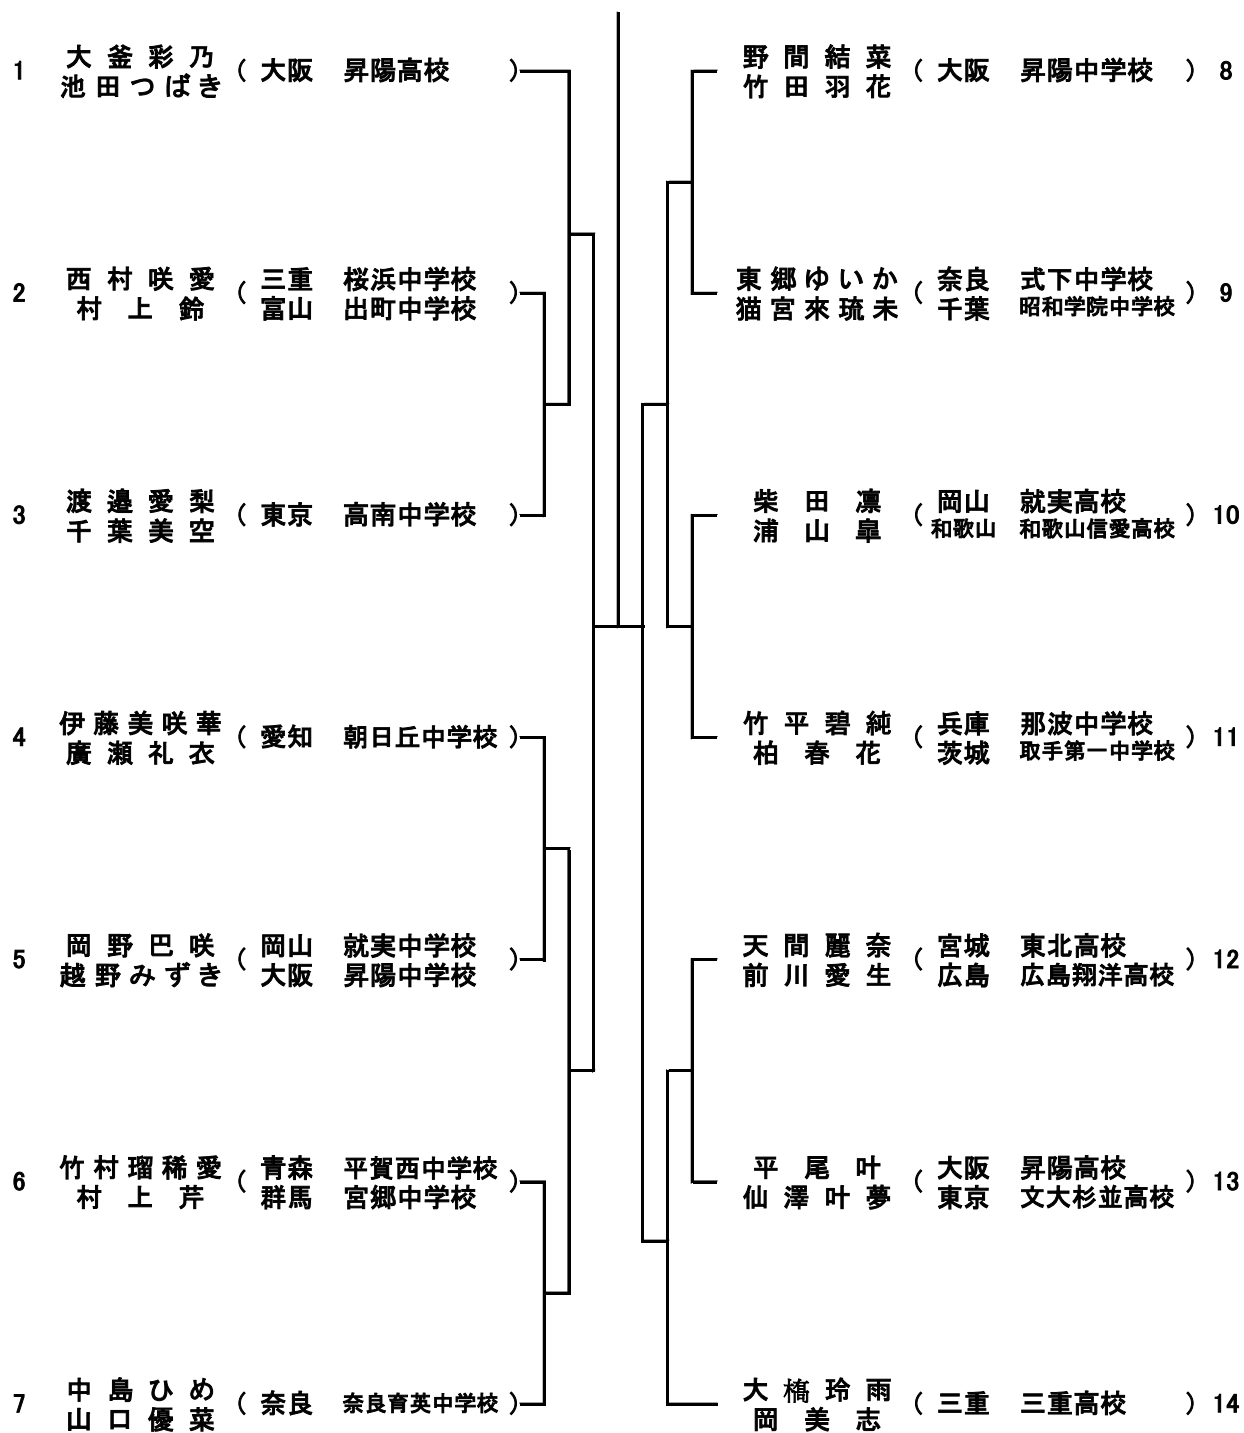 1 大釜彩乃 ( 大阪 昇陽高校 )
池田つばき
2 西村咲愛 ( 三重 桜浜中学校 )
村上鈴 富山 出町中学校
3 渡邉愛梨 ( 東京 高南中学校 )
千葉美空
4 伊藤美咲華 ( 愛知 朝日丘中学校 )
廣瀬礼衣
5 岡野巴咲 ( 岡山 就実中学校 )
越野みずき 大阪 昇陽中学校
6 竹村瑠稀愛 ( 青森 平賀西中学校 )
村上芹 群馬 宮郷中学校
7 中島ひめ ( 奈良 奈良育英中学校 )
山口優菜
野間結菜 ( 大阪 昇陽中学校 ) 8
竹田羽花
東郷ゆいか ( 奈良 式下中学校 ) 9
猫宮來琉未 千葉 昭和学院中学校
柴田凛 ( 岡山 就実高校 ) 10
浦山皐 和歌山 和歌山信愛高校
竹平碧純 ( 兵庫 那波中学校 ) 11
柏春花 茨城 取手第一中学校
天間麗奈 ( 宮城 東北高校 ) 12
前川愛生 広島 広島翔洋高校
平尾叶 ( 大阪 昇陽高校 ) 13
仙澤叶夢 東京 文大杉並高校
大槗玲雨 ( 三重 三重高校 ) 14
岡美志